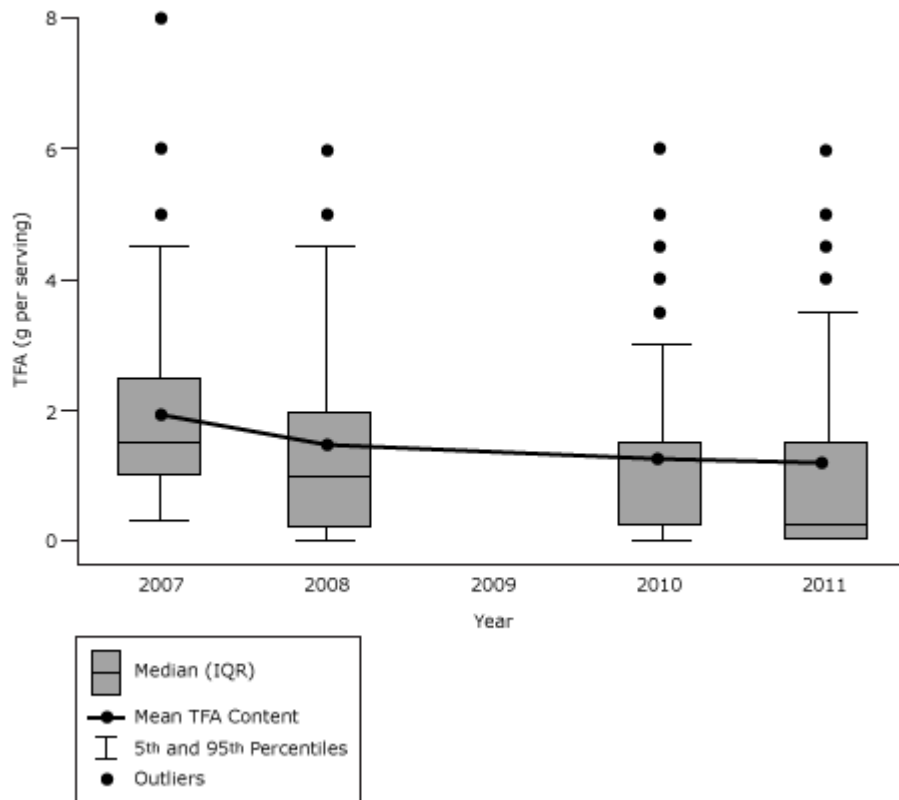 8
6
4
2
0
TFA (g per serving)
2007 2008 2009 2010 2011
Year
Median (IQR)
Mean TFA Content
5th and 95th Percentiles
Outliers